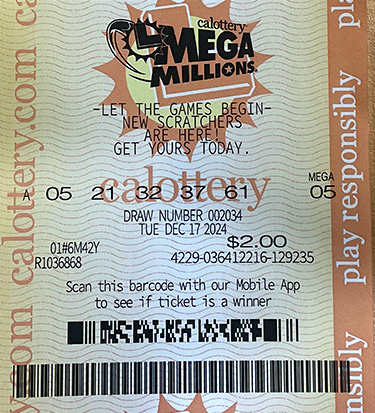 calottery
MEGA
MILLIONS
-LET THE GAMES BEGIN-
NEW SCRATCHERS
ARE HERE!
GET YOURS TODAY.
calottery
MEGA
A 05 21 32 37 61 05
DRAW NUMBER 002034
TUE DEC 17 2024
$2.00
01#6M42Y
R1036868 4229-036412216-129235
Scan this barcode with our Mobile App
to see if ticket is a winner
calottery.com
play responsibly